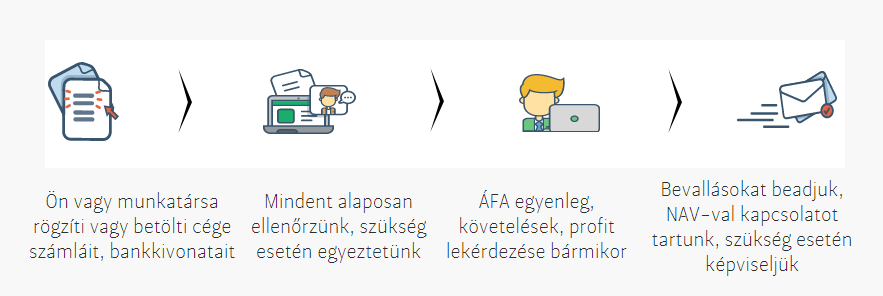 Ön vagy munkatársa
rögzíti vagy betölti cége
számláit, bankkivonatait
Mindent alaposan
ellenőrzünk, szükség
esetén egyeztetünk
ÁFA egyenleg,
követelések, profit
lekérdezése bármikor
Bevallásokat beadjuk,
NAV-val kapcsolatot
tartunk, szükség esetén
képviseljük